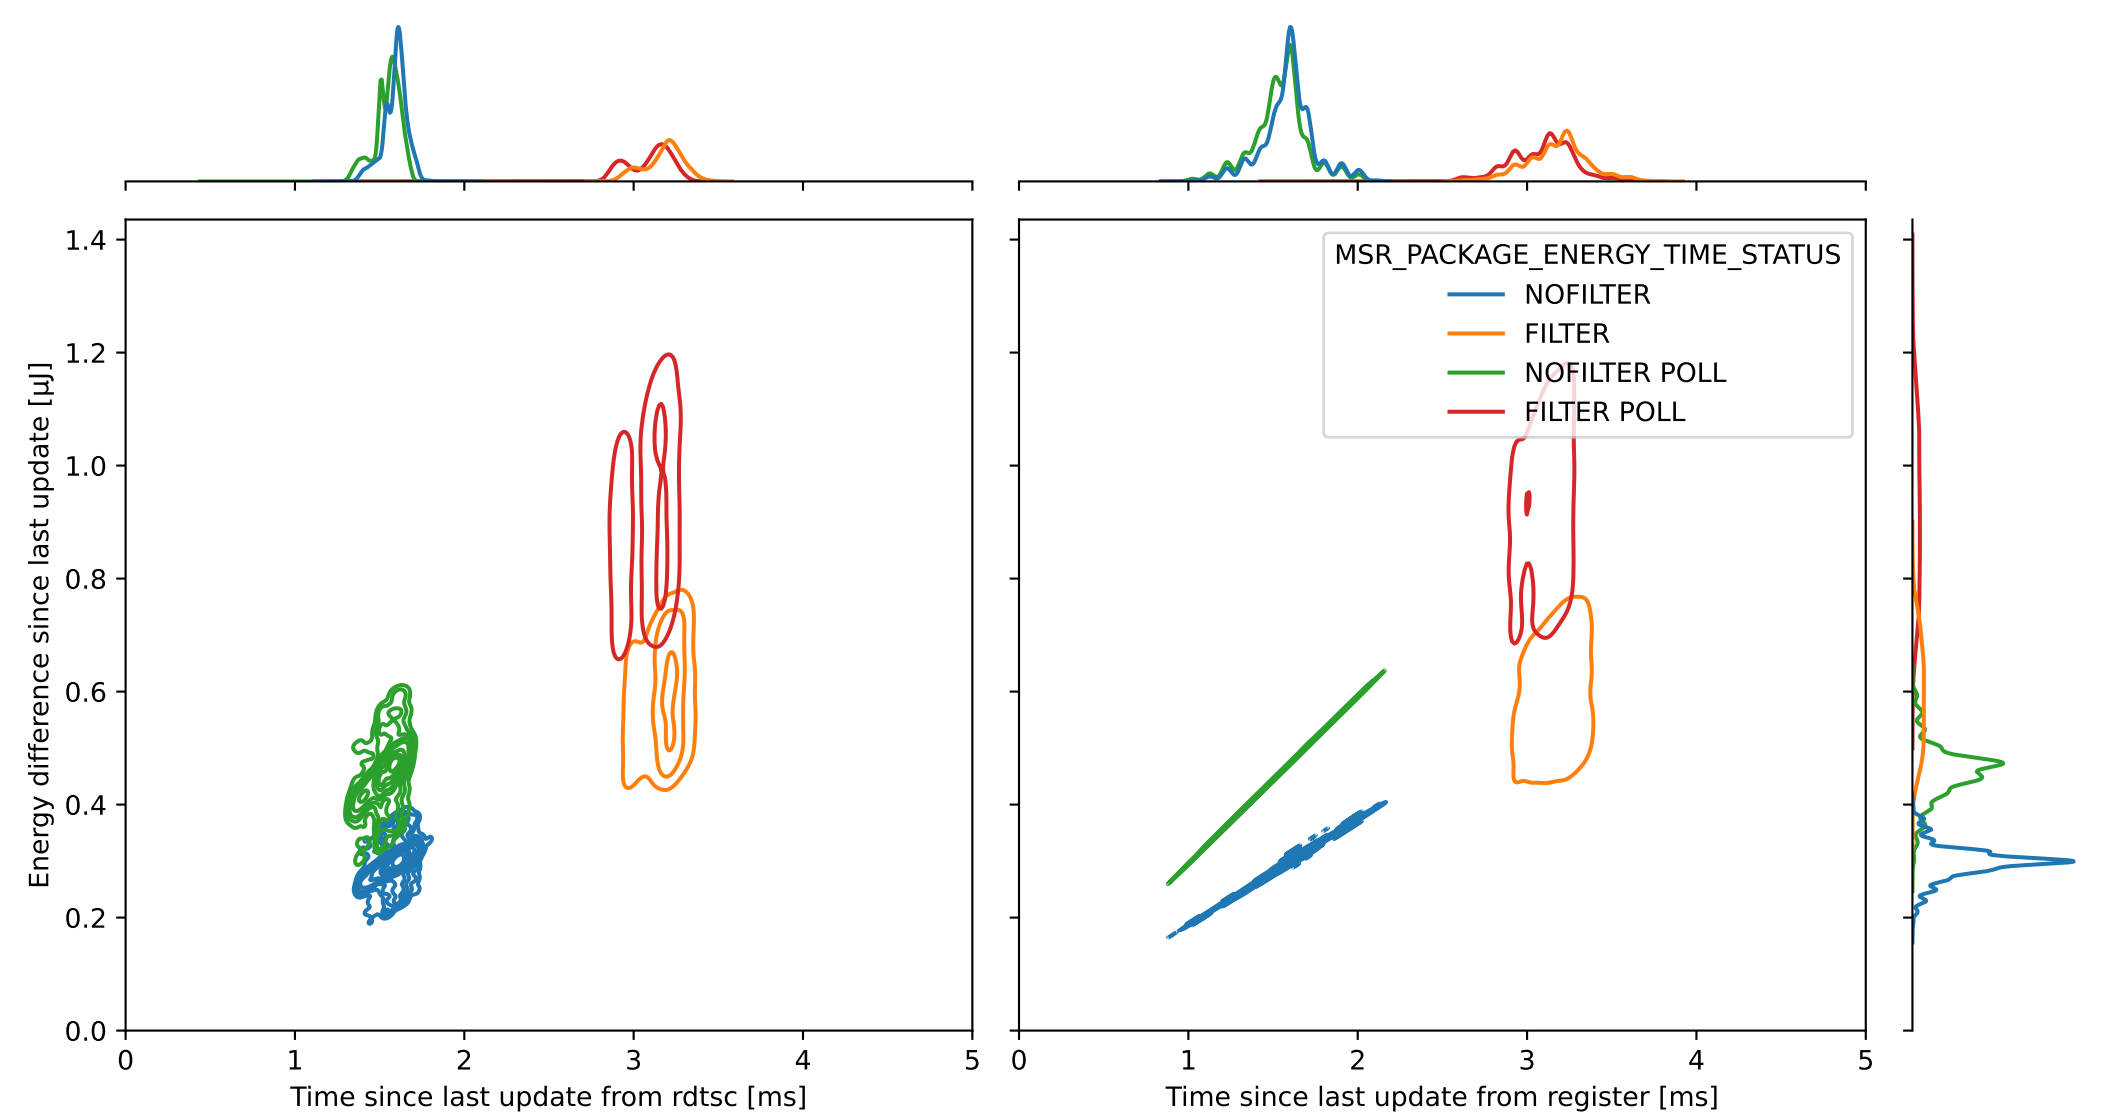 MSR_PACKAGE_ENERGY_TIME_STATUS
NOFILTER
FILTER
NOFILTER POLL
FILTER POLL
Energy difference since last update [µJ]
1.4
1.2
1.0
0.8
0.6
0.4
0.2
0.0
0 1 2 3 4 5
0 1 2 3 4 5
Time since last update from rdtsc [ms]
Time since last update from register [ms]